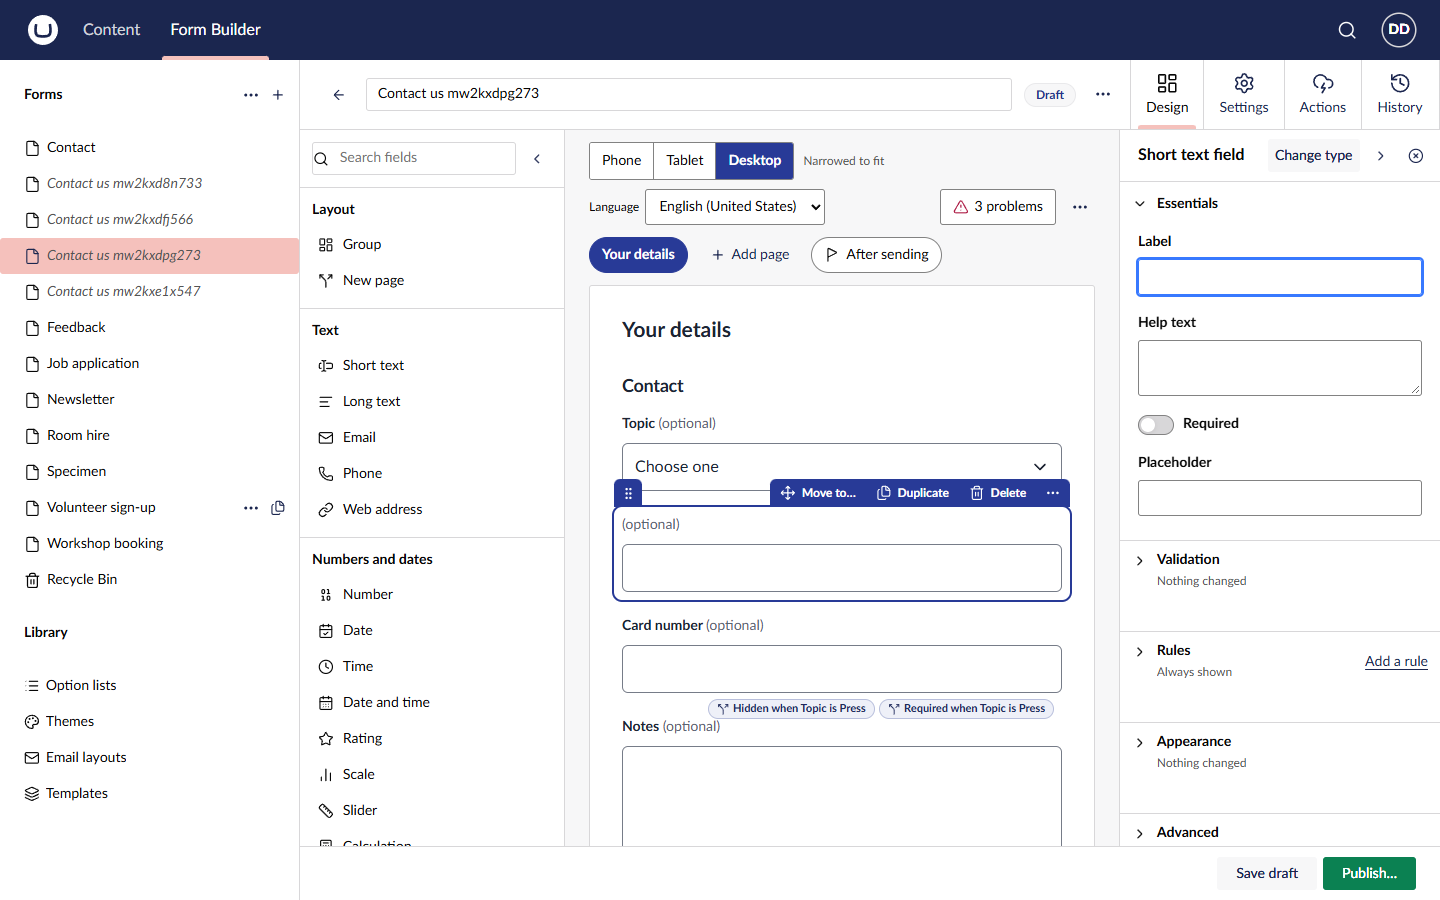 Content
Form Builder
DD
Forms
Contact
Contact us mw2kxd8n733
Contact us mw2kxdfj566
Contact us mw2kxdpg273
Contact us mw2kxe1x547
Feedback
Job application
Newsletter
Room hire
Specimen
Volunteer sign-up
Workshop booking
Recycle Bin
Library
Option lists
Themes
Email layouts
Templates
Contact us mw2kxdpg273
Draft
Design
Settings
Actions
History
Search fields
Layout
Group
New page
Text
Short text
Long text
Email
Phone
Web address
Numbers and dates
Number
Date
Time
Date and time
Rating
Scale
Slider
Calculation
Phone
Tablet
Desktop
Narrowed to fit
Language
English (United States)
3 problems
Your details
Add page
After sending
Your details
Contact
Topic (optional)
Choose one
Move to...
Duplicate
Delete
(optional)
Card number (optional)
Hidden when Topic is Press
Required when Topic is Press
Notes (optional)
Short text field
Change type
Essentials
Label
Help text
Required
Placeholder
Validation
Nothing changed
Rules
Always shown
Add a rule
Appearance
Nothing changed
Advanced
Save draft
Publish...